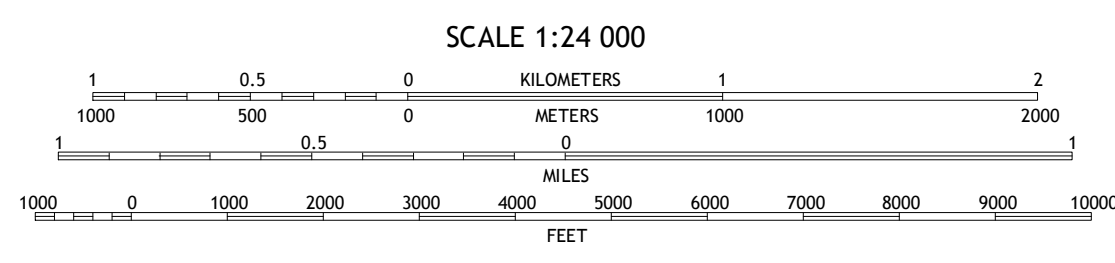 SCALE 1:24 000
1 0.5 0 KILOMETERS 1 2
1000 500 0 METERS 1000 2000
1 0.5 0 1
MILES
1000 0 1000 2000 3000 4000 5000 6000 7000 8000 9000 10000
FEET